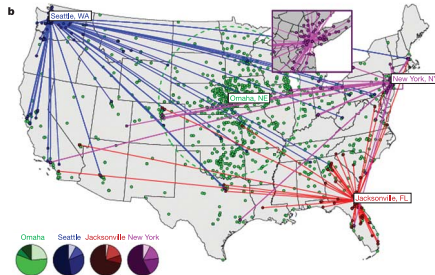 b
Seattle, WA
New York, NY
Omaha, NE
Jacksonville, FL
Omaha Seattle Jacksonville New York